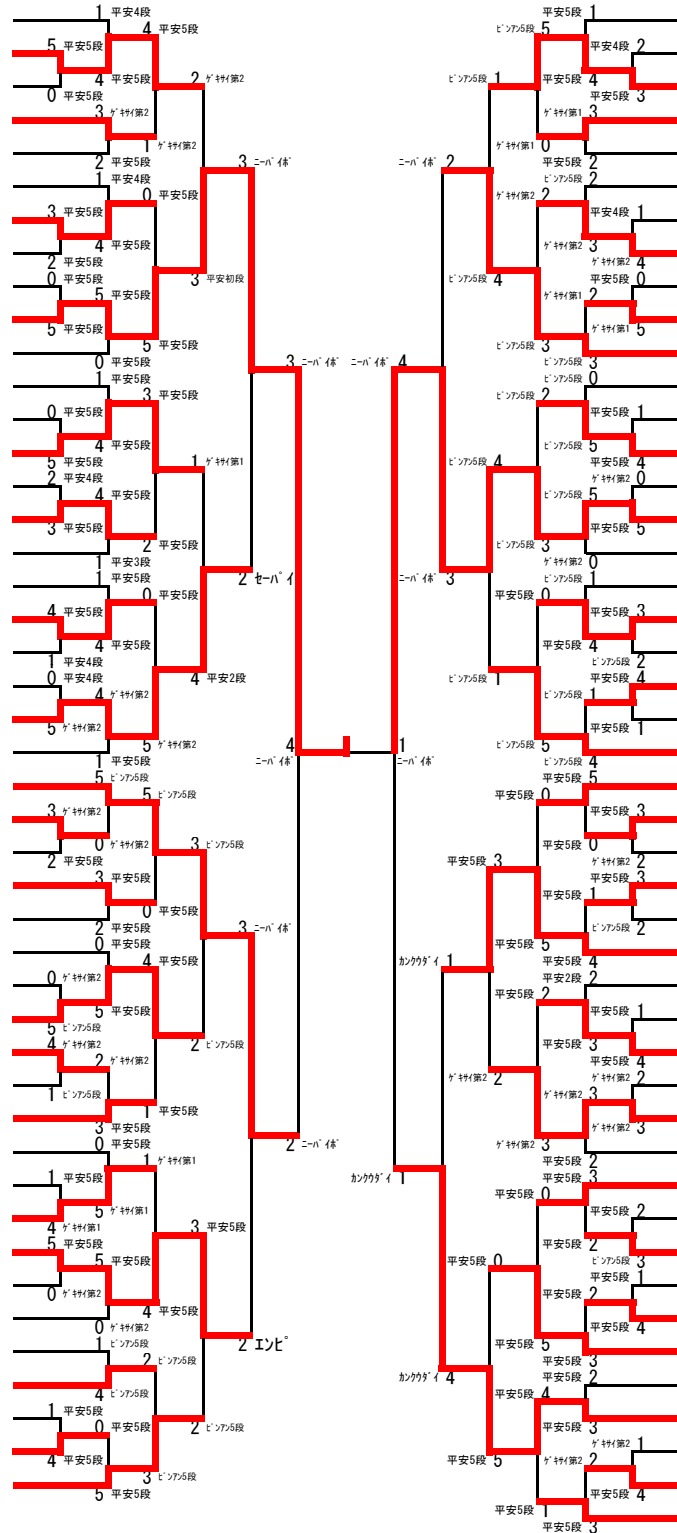 1 平安4段
4 平安5段
5 平安5段
2 ｹﾞｷｻｲ第2
4 平安5段
0 平安5段
3 ｹﾞｷｻｲ第2
1 ｹﾞｷｻｲ第2
2 平安5段
3 ニーパイポ
1 平安4段
0 平安5段
3 平安5段
4 平安5段
2 平安5段
3 平安初段
0 平安5段
5 平安5段
5 平安5段
5 平安5段
0 平安5段
3 ニーパイポ
1 平安5段
3 平安5段
0 平安5段
4 平安5段
5 平安5段
1 ｹﾞｷｻｲ第1
2 平安4段
4 平安5段
3 平安5段
2 平安5段
1 平安3段
2 セーパイ
1 平安5段
0 平安5段
4 平安5段
4 平安5段
1 平安4段
4 平安2段
0 平安4段
4 ｹﾞｷｻｲ第2
5 ｹﾞｷｻｲ第2
5 ｹﾞｷｻｲ第2
1 平安5段
4 ニーパイポ
5 ﾋﾟﾝｱﾝ5段
5 ﾋﾟﾝｱﾝ5段
3 ｹﾞｷｻｲ第2
0 ｹﾞｷｻｲ第2
3 ﾋﾟﾝｱﾝ5段
2 平安5段
3 平安5段
0 平安5段
2 平安5段
3 ニーパイポ
0 平安5段
4 平安5段
0 ｹﾞｷｻｲ第2
5 平安5段
5 ﾋﾟﾝｱﾝ5段
2 ﾋﾟﾝｱﾝ5段
4 ｹﾞｷｻｲ第2
2 ｹﾞｷｻｲ第2
1 ﾋﾟﾝｱﾝ5段
1 平安5段
3 平安5段
2 ニーパイポ
0 平安5段
1 ｹﾞｷｻｲ第1
1 平安5段
5 ｹﾞｷｻｲ第1
4 ｹﾞｷｻｲ第1
3 平安5段
5 平安5段
5 平安5段
0 ｹﾞｷｻｲ第2
4 平安5段
0 ｹﾞｷｻｲ第2
2 エンピ
1 ﾋﾟﾝｱﾝ5段
2 ﾋﾟﾝｱﾝ5段
4 ﾋﾟﾝｱﾝ5段
1 平安5段
0 平安5段
2 ﾋﾟﾝｱﾝ5段
4 平安5段
3 ﾋﾟﾝｱﾝ5段
5 平安5段
平安5段 1
ﾋﾟﾝｱﾝ5段 5
平安4段 2
ﾋﾟﾝｱﾝ5段 1
平安5段 4
平安5段 3
ｹﾞｷｻｲ第1 3
ｹﾞｷｻｲ第1 0
平安5段 2
ニーパイポ 2
ﾋﾟﾝｱﾝ5段 2
ｹﾞｷｻｲ第2 2
平安4段 1
ｹﾞｷｻｲ第2 3
ｹﾞｷｻｲ第2 4
ﾋﾟﾝｱﾝ5段 4
平安5段 0
ｹﾞｷｻｲ第1 2
ｹﾞｷｻｲ第1 5
ﾋﾟﾝｱﾝ5段 3
ﾋﾟﾝｱﾝ5段 3
ニーパイポ 4
ﾋﾟﾝｱﾝ5段 0
ﾋﾟﾝｱﾝ5段 2
平安5段 1
ﾋﾟﾝｱﾝ5段 5
平安5段 4
ﾋﾟﾝｱﾝ5段 4
ｹﾞｷｻｲ第2 0
ﾋﾟﾝｱﾝ5段 5
平安5段 5
ﾋﾟﾝｱﾝ5段 3
ｹﾞｷｻｲ第2 0
ニーパイポ 3
ﾋﾟﾝｱﾝ5段 1
平安5段 0
平安5段 3
平安5段 4
ﾋﾟﾝｱﾝ5段 2
ﾋﾟﾝｱﾝ5段 1
平安5段 4
ﾋﾟﾝｱﾝ5段 1
平安5段 1
ﾋﾟﾝｱﾝ5段 5
ﾋﾟﾝｱﾝ5段 4
1 ニーパイポ
平安5段 5
平安5段 0
平安5段 3
平安5段 0
ｹﾞｷｻｲ第2 2
平安5段 3
平安5段 3
平安5段 1
ﾋﾟﾝｱﾝ5段 2
平安5段 5
平安5段 4
カンクウダイ 1
平安2段 2
平安5段 2
平安5段 1
平安5段 3
平安5段 4
ｹﾞｷｻｲ第2 2
ｹﾞｷｻｲ第2 2
ｹﾞｷｻｲ第2 3
ｹﾞｷｻｲ第2 3
ｹﾞｷｻｲ第2 3
平安5段 2
カンクウダイ 1
平安5段 3
平安5段 0
平安5段 2
平安5段 2
ﾋﾟﾝｱﾝ5段 3
平安5段 0
平安5段 1
平安5段 2
平安5段 4
平安5段 5
平安5段 3
カンクウダイ 4
平安5段 2
平安5段 4
平安5段 3
平安5段 5
ｹﾞｷｻｲ第2 1
ｹﾞｷｻｲ第2 2
平安5段 4
平安5段 1
平安5段 3